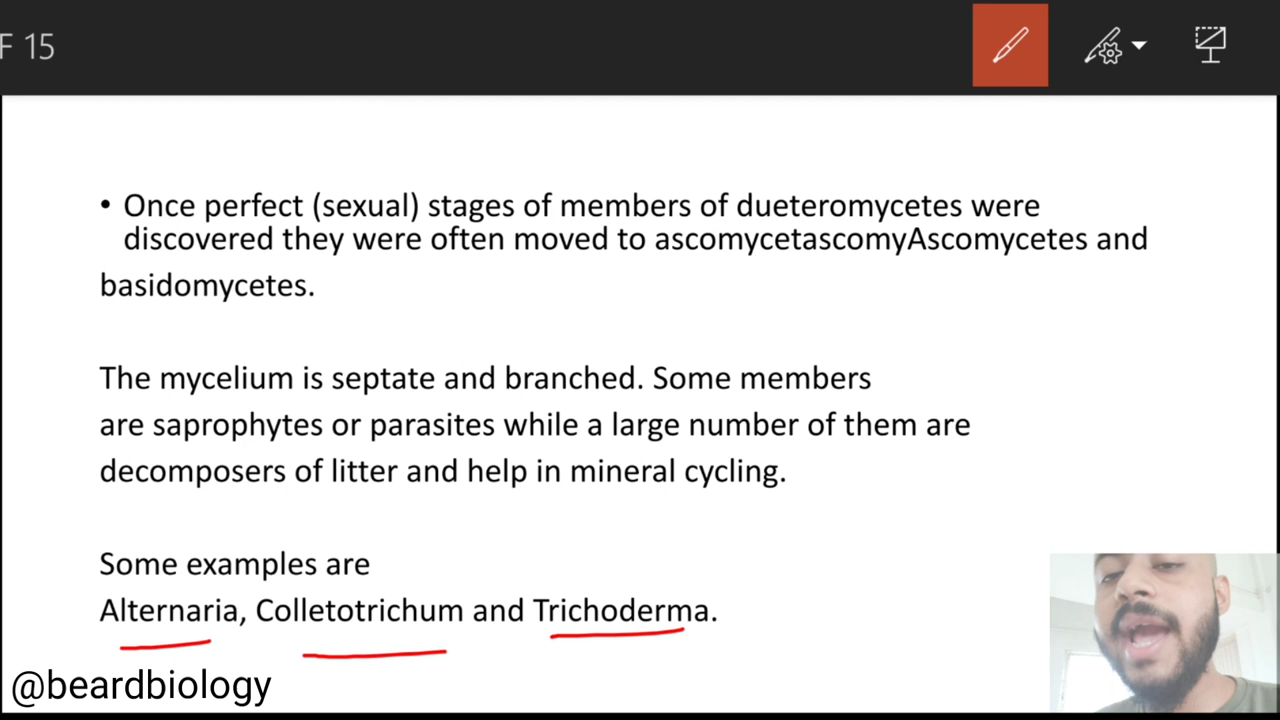 F 15
• Once perfect (sexual) stages of members of dueteromycetes were
discovered they were often moved to ascomycetascomyAscomycetes and
basidomycetes.
The mycelium is septate and branched. Some members
are saprophytes or parasites while a large number of them are
decomposers of litter and help in mineral cycling.
Some examples are
Alternaria, Colletotrichum and Trichoderma.
@beardbiology